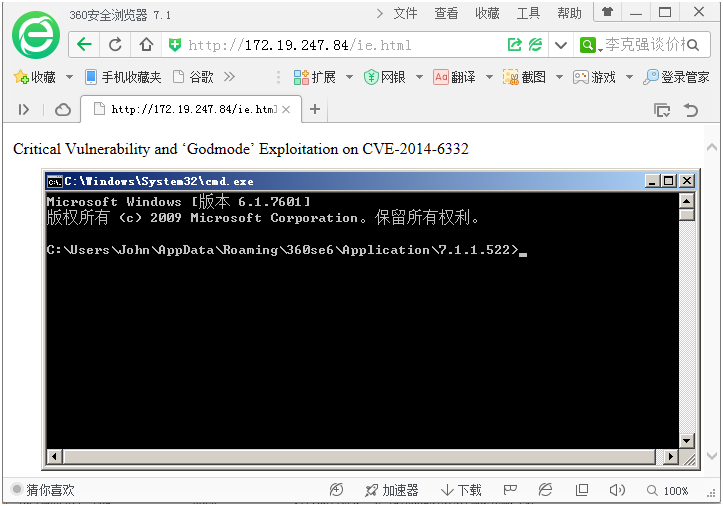 360安全浏览器 7.1
文件 查看 收藏 工具 帮助
http://172.19.247.84/ie.html
李克强谈价格
收藏 手机收藏夹 谷歌 扩展 网银 Aa 翻译 截图 游戏 登录管家
http://172.19.247.84/ie.html
Critical Vulnerability and ‘Godmode’ Exploitation on CVE-2014-6332
C:\Windows\System32\cmd.exe
Microsoft Windows [版本 6.1.7601]
版权所有 (c) 2009 Microsoft Corporation。保留所有权利。
C:\Users\John\AppData\Roaming\360se6\Application\7.1.1.522>
猜你喜欢 加速器 下载 100%